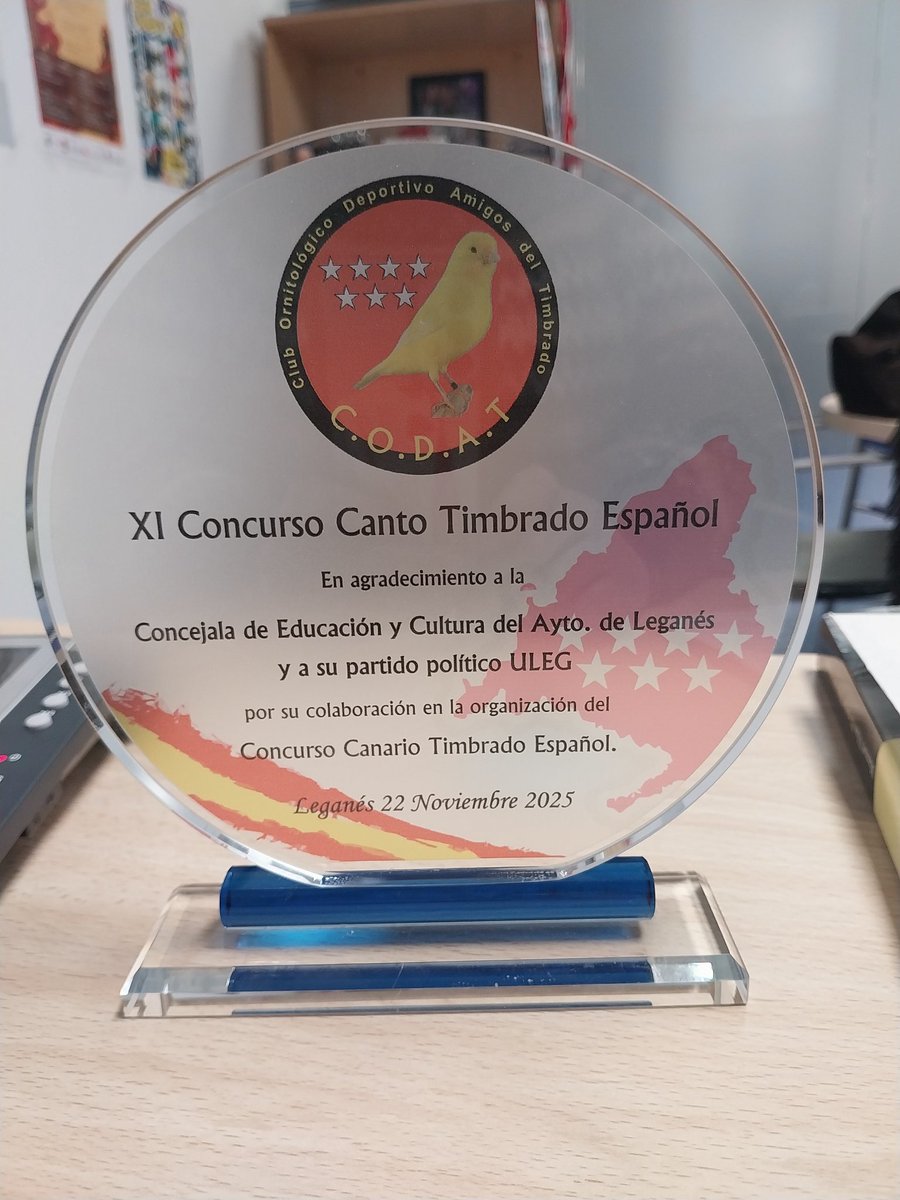 Club Ornitológico Deportivo Amigos del Timbrado
C.O.D.A.T
XI Concurso Canto Timbrado Español
En agradecimiento a la
Concejala de Educación y Cultura del Ayto. de Leganés
y a su partido político ULEG
por su colaboración en la organización del
Concurso Canario Timbrado Español.
Leganés 22 Noviembre 2025